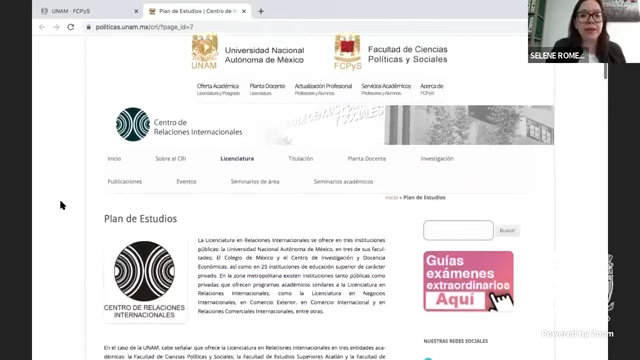 UNAM - FCPyS
Plan de Estudios | Centro de R
politicas.unam.mx/cri/?page_id=7
SELENE ROME...
UNAM
Universidad Nacional
Autónoma de México
FCPyS
Facultad de Ciencias
Políticas y Sociales
Oferta Académica
Licenciatura y Posgrado
Planta Docente
Licenciatura
Actualización Profesional
Profesores y Alumnos
Servicios Académicos
Profesores y Alumnos
Acerca de
FCPyS
Centro de
Relaciones Internacionales
Inicio
Sobre el CRI
Licenciatura
Titulación
Planta Docente
Investigación
Publicaciones
Eventos
Seminarios de área
Seminarios académicos
Inicio » Plan de Estudios
Plan de Estudios
CENTRO DE RELACIONES
INTERNACIONALES
La Licenciatura en Relaciones Internacionales se ofrece en tres instituciones
públicas: la Universidad Nacional Autónoma de México, en tres de sus facul-
tades; El Colegio de México y el Centro de Investigación y Docencia
Económicas, así como en 25 instituciones de educación superior de carácter
privado. En la zona metropolitana existen instituciones tanto públicas como
privadas que ofrecen programas académicos similares a la Licenciatura en
Relaciones Internacionales, como la Licenciatura en Negocios
Internacionales, en Comercio Exterior, en Comercio Internacional y en
Relaciones Comerciales Internacionales, entre otras.
Buscar
Guías
exámenes
extraordinarios
Aquí
NUESTRAS REDES SOCIALES
Powered by Zoom
En el caso de la UNAM, cabe señalar que ofrece la Licenciatura en Relaciones Internacionales en tres entidades aca-
démicas: la Facultad de Ciencias Políticas y Sociales; la Facultad de Estudios Superiores Acatlán y la Facultad de